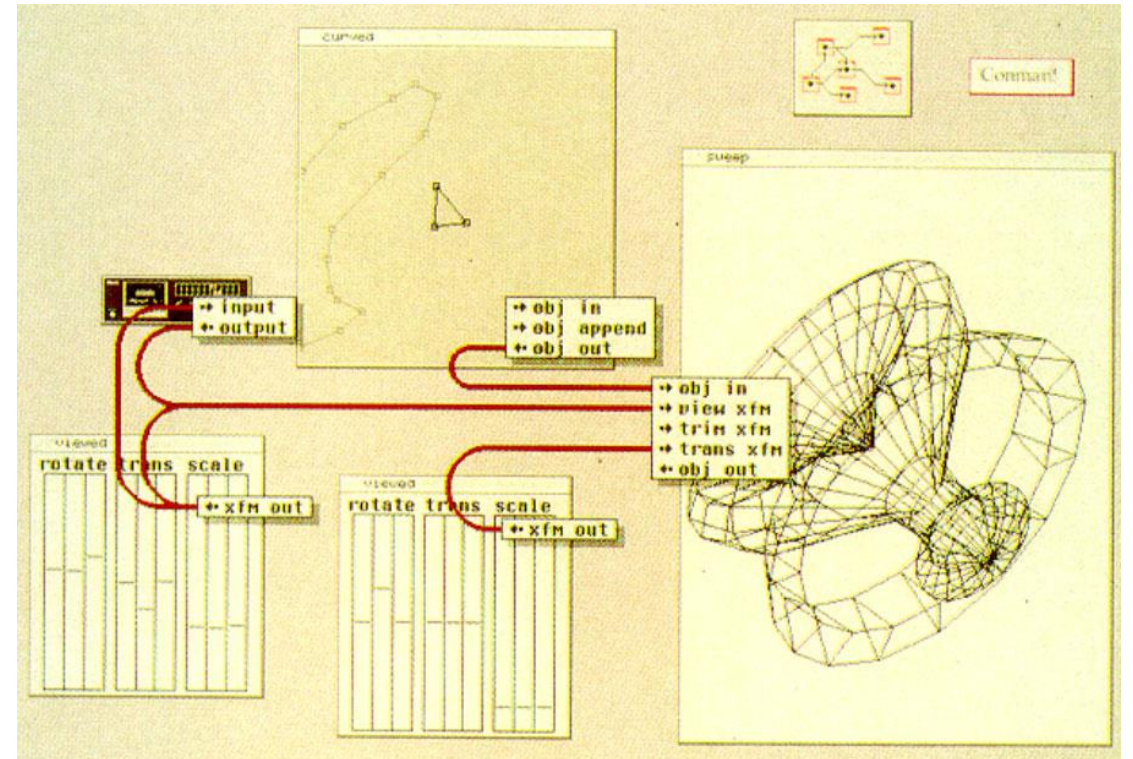 curved
Conman!
sweep
input
output
obj in
obj append
obj out
obj in
view xfm
trim xfm
trans xfm
obj out
viewed
rotate trans scale
xfm out
viewed
rotate trans scale
xfm out